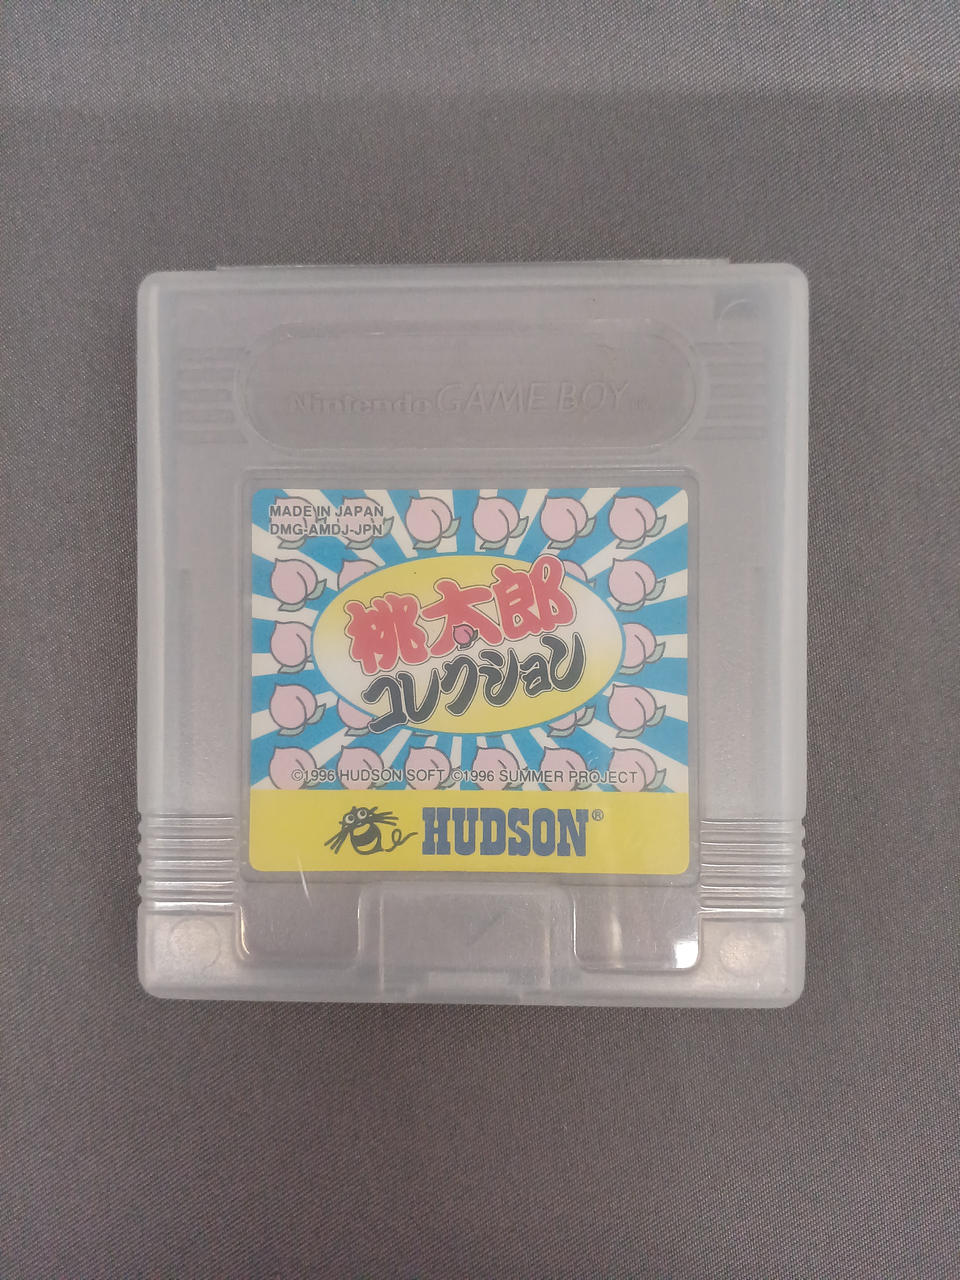 Nintendo GAME BOY TM
MADE IN JAPAN
DMG-AMDJ-JPN
桃太郎
コレクション
©1996 HUDSON SOFT ©1996 SUMMER PROJECT
HUDSON®